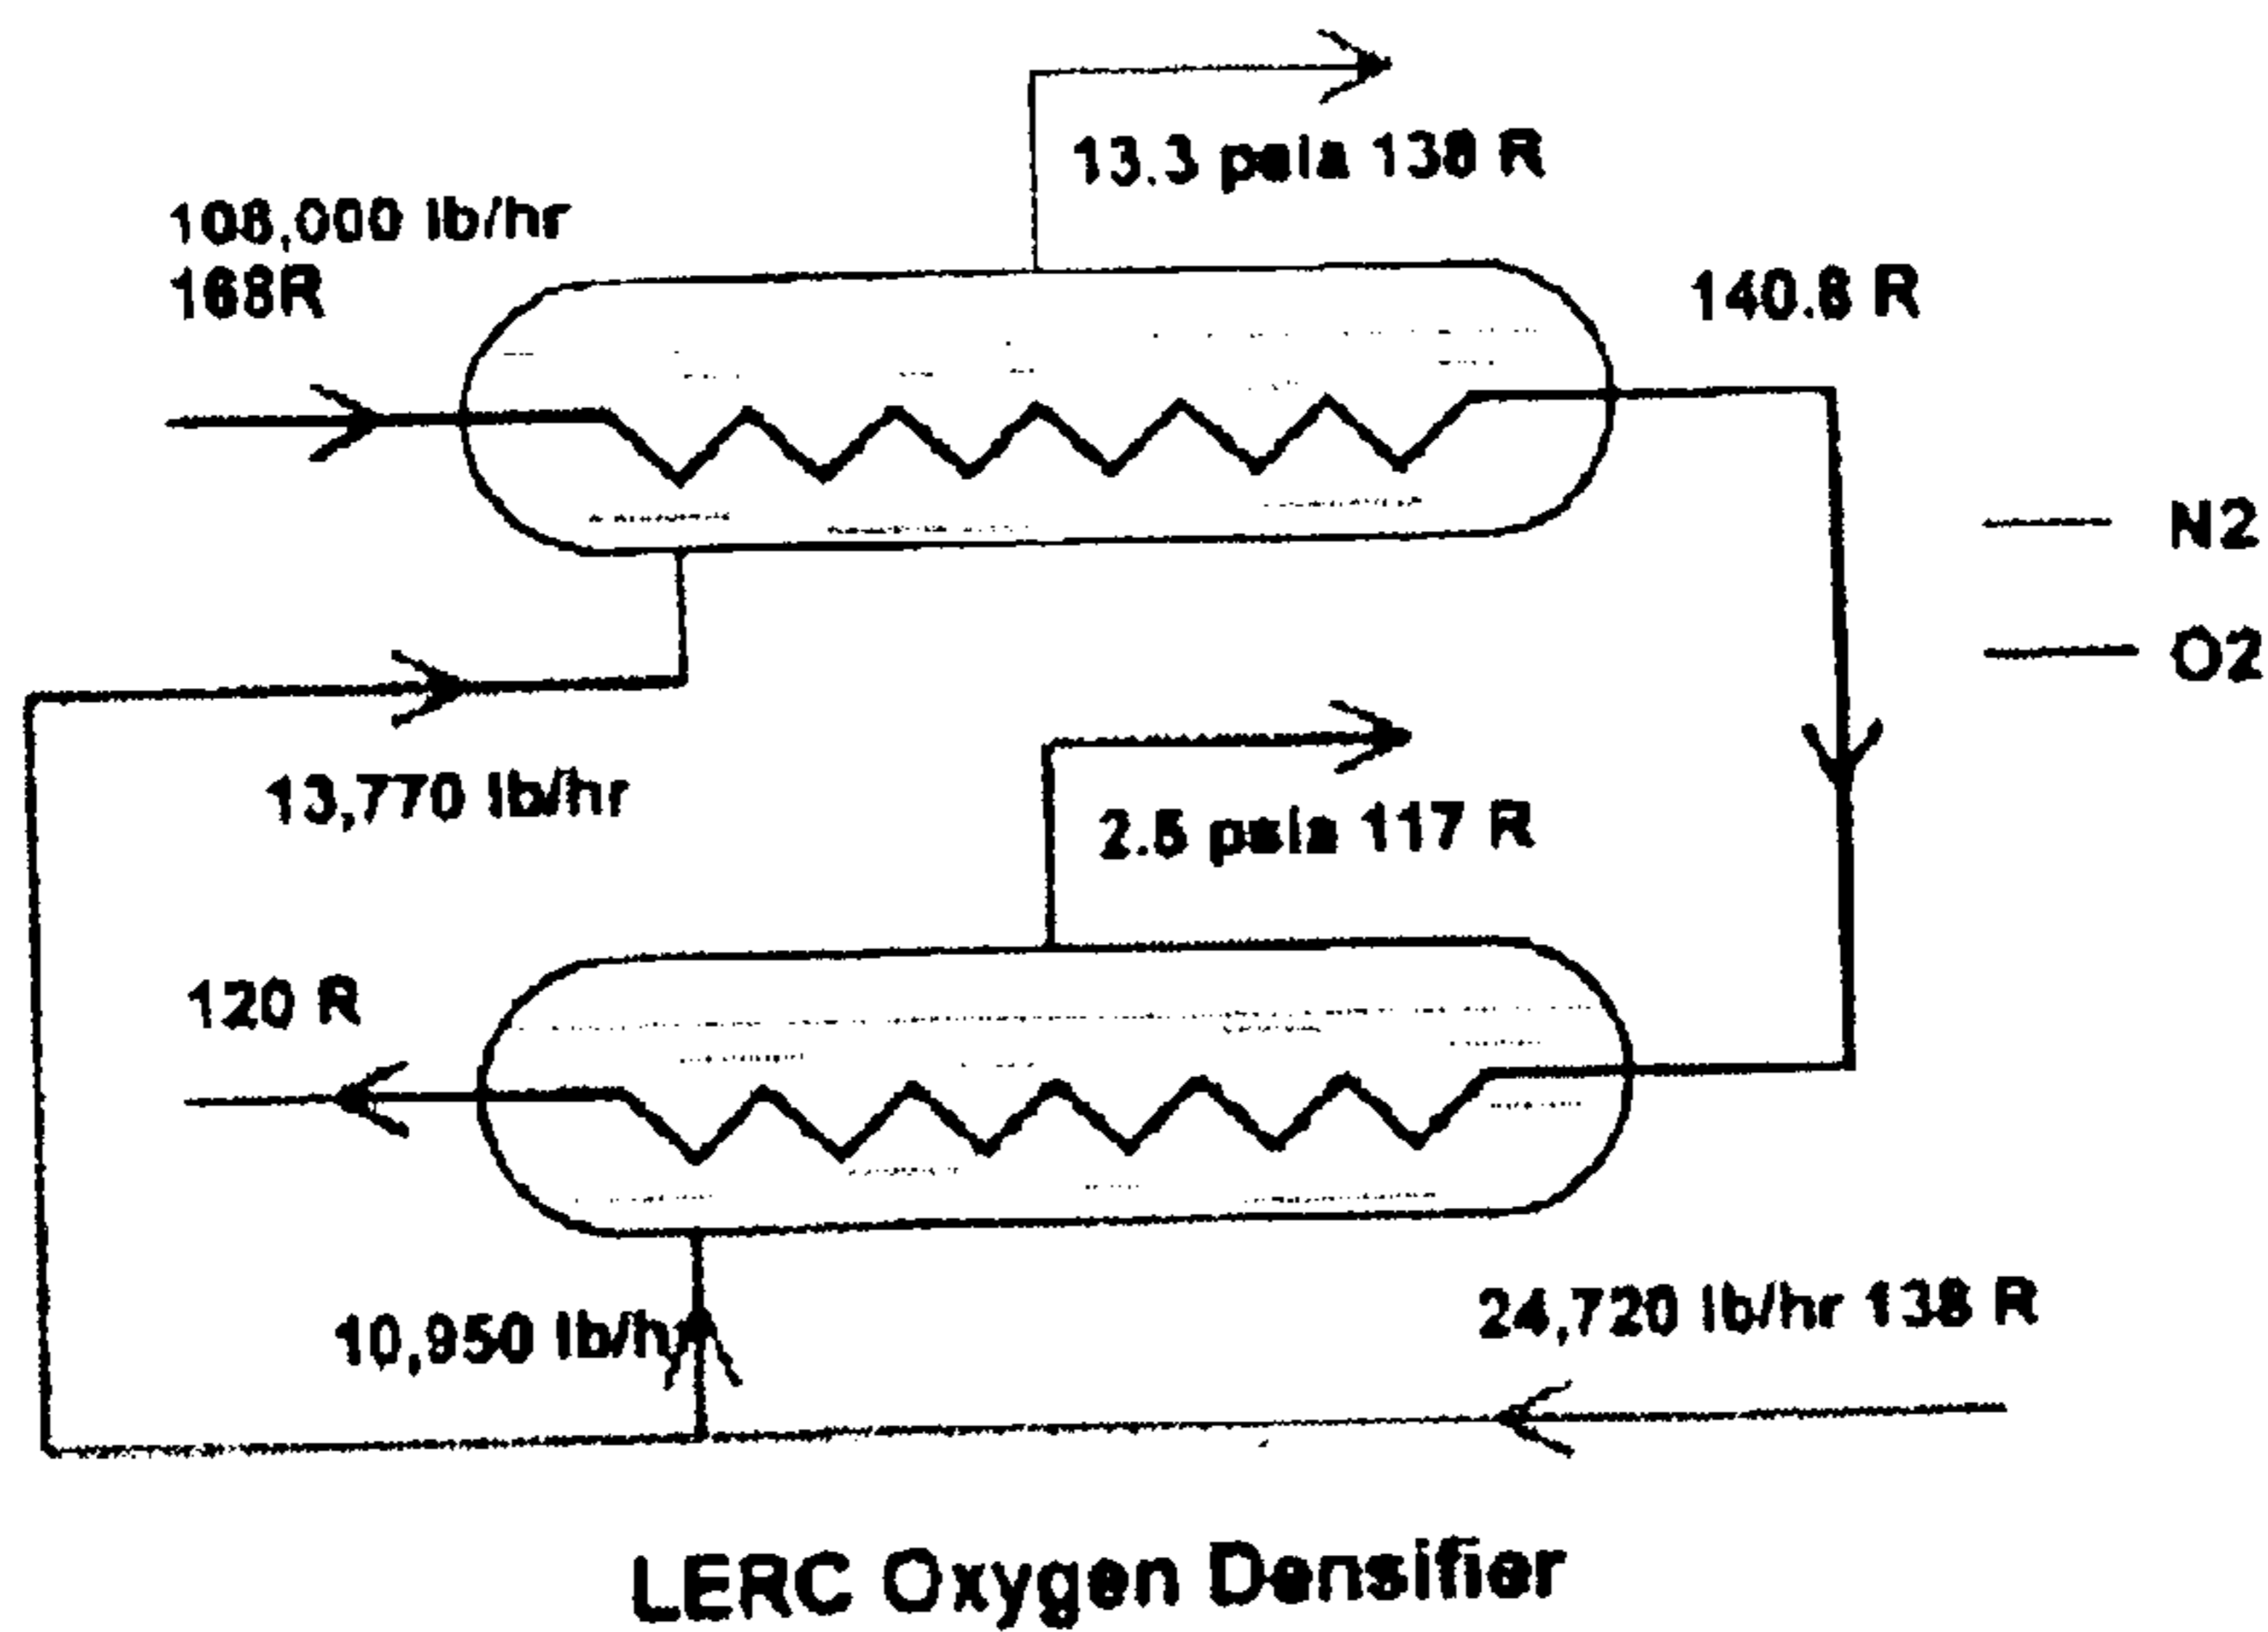 13.3 psia 138 R
108,000 lb/hr
168R
140.8 R
N2
O2
13,770 lb/hr
2.5 psia 117 R
120 R
10,950 lb/hr
24,720 lb/hr 138 R
LERC Oxygen Densifier